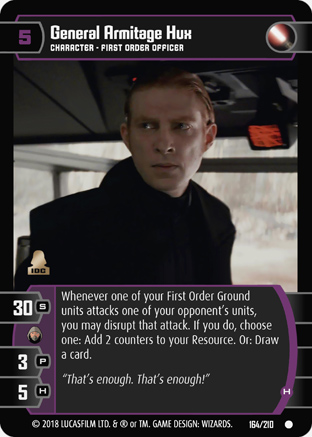 5
General Armitage Hux
CHARACTER - FIRST ORDER OFFICER
IDC
30 S
3 P
5 H
Whenever one of your First Order Ground
units attacks one of your opponent's units,
you may disrupt that attack. If you do, choose
one: Add 2 counters to your Resource. Or: Draw
a card.
"That's enough. That's enough!"
H
© 2018 LUCASFILM LTD. & ® or TM. GAME DESIGN: WIZARDS.
164/210